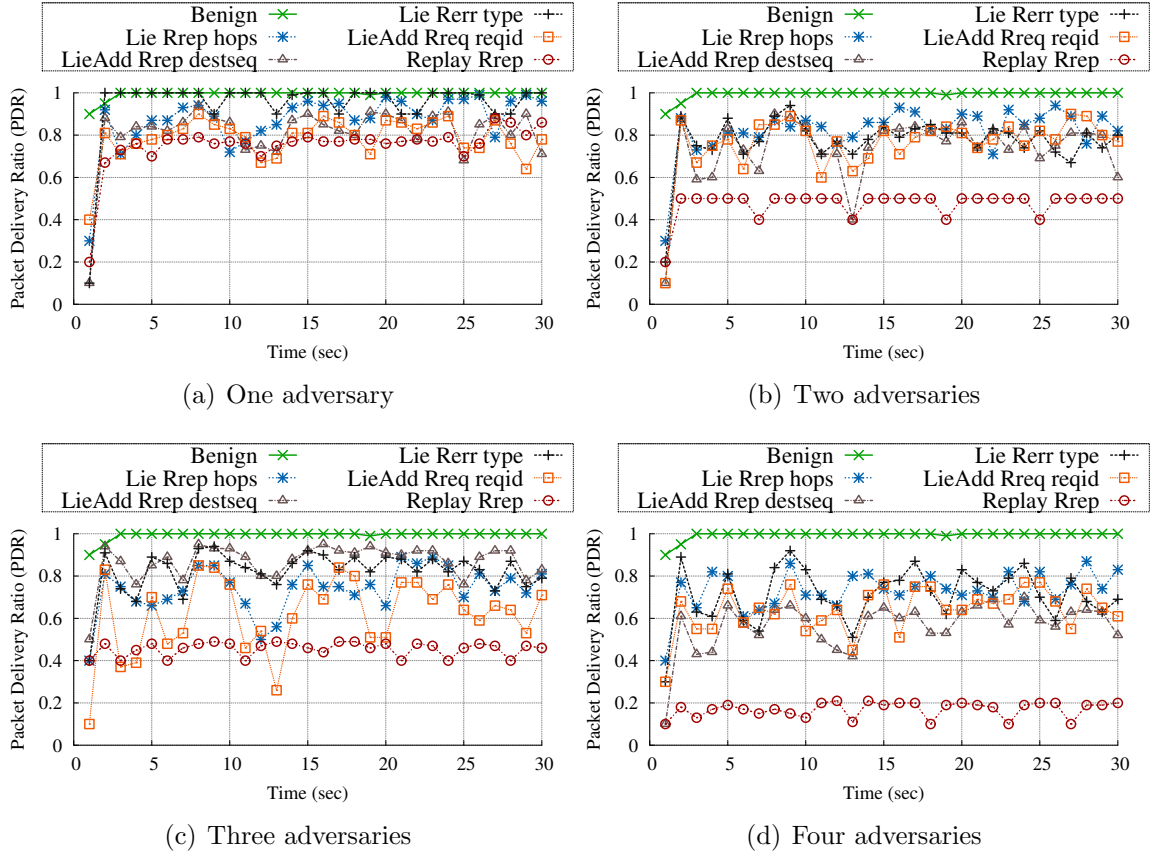 Benign
Lie Rrep hops
LieAdd Rrep destseq
Lie Rerr type
LieAdd Rreq reqid
Replay Rrep
Packet Delivery Ratio (PDR)
1
0.8
0.6
0.4
0.2
0
0 5 10 15 20 25 30
Time (sec)
(a) One adversary
Benign
Lie Rrep hops
LieAdd Rrep destseq
Lie Rerr type
LieAdd Rreq reqid
Replay Rrep
Packet Delivery Ratio (PDR)
1
0.8
0.6
0.4
0.2
0
0 5 10 15 20 25 30
Time (sec)
(b) Two adversaries
Benign
Lie Rrep hops
LieAdd Rrep destseq
Lie Rerr type
LieAdd Rreq reqid
Replay Rrep
Packet Delivery Ratio (PDR)
1
0.8
0.6
0.4
0.2
0
0 5 10 15 20 25 30
Time (sec)
(c) Three adversaries
Benign
Lie Rrep hops
LieAdd Rrep destseq
Lie Rerr type
LieAdd Rreq reqid
Replay Rrep
Packet Delivery Ratio (PDR)
1
0.8
0.6
0.4
0.2
0
0 5 10 15 20 25 30
Time (sec)
(d) Four adversaries